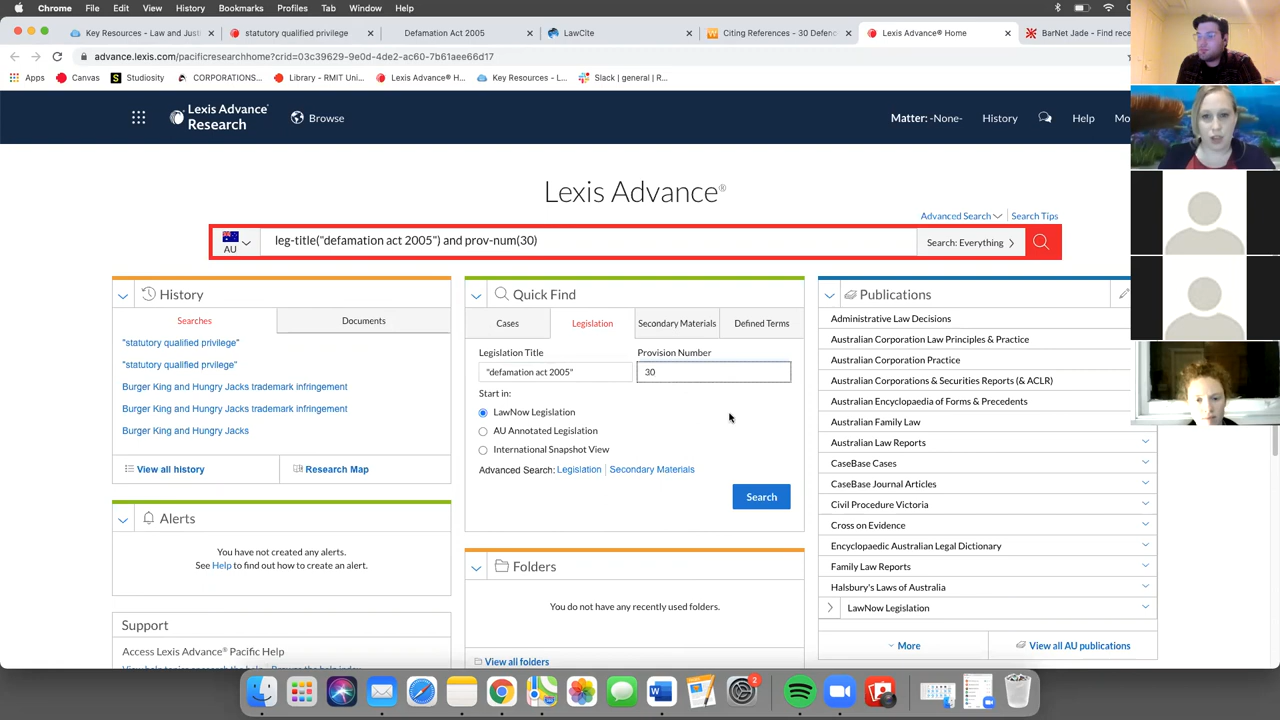 Chrome File Edit View History Bookmarks Profiles Tab Window Help
Key Resources - Law and Just
statutory qualified privilege
Defamation Act 2005
LawCite
Citing References - 30 Defenc
Lexis Advance® Home
BarNet Jade - Find rece
advance.lexis.com/pacificresearchhome?crid=03c39629-9e0d-4de2-ac60-7b61aee66d17
Apps Canvas Studiosity CORPORATIONS... Library - RMIT Uni... Lexis Advance® H... Key Resources - L... Slack | general | R...
Lexis Advance®
Research
Browse
Matter: -None- History Help Mo
Lexis Advance®
Advanced Search Search Tips
AU
leg-title("defamation act 2005") and prov-num(30)
Search: Everything
History
Searches Documents
"statutory qualified privilege"
"statutory qualified privilege"
Burger King and Hungry Jacks trademark infringement
Burger King and Hungry Jacks trademark infringement
Burger King and Hungry Jacks
View all history Research Map
Alerts
You have not created any alerts.
See Help to find out how to create an alert.
Support
Access Lexis Advance® Pacific Help
Quick Find
Cases Legislation Secondary Materials Defined Terms
Legislation Title Provision Number
"defamation act 2005" 30
Start in:
LawNow Legislation
AU Annotated Legislation
International Snapshot View
Advanced Search: Legislation Secondary Materials
Search
Folders
You do not have any recently used folders.
View all folders
Publications
Administrative Law Decisions
Australian Corporation Law Principles & Practice
Australian Corporation Practice
Australian Corporations & Securities Reports (& ACLR)
Australian Encyclopaedia of Forms & Precedents
Australian Family Law
Australian Law Reports
CaseBase Cases
CaseBase Journal Articles
Civil Procedure Victoria
Cross on Evidence
Encyclopaedic Australian Legal Dictionary
Family Law Reports
Halsbury's Laws of Australia
LawNow Legislation
More View all AU publications
2